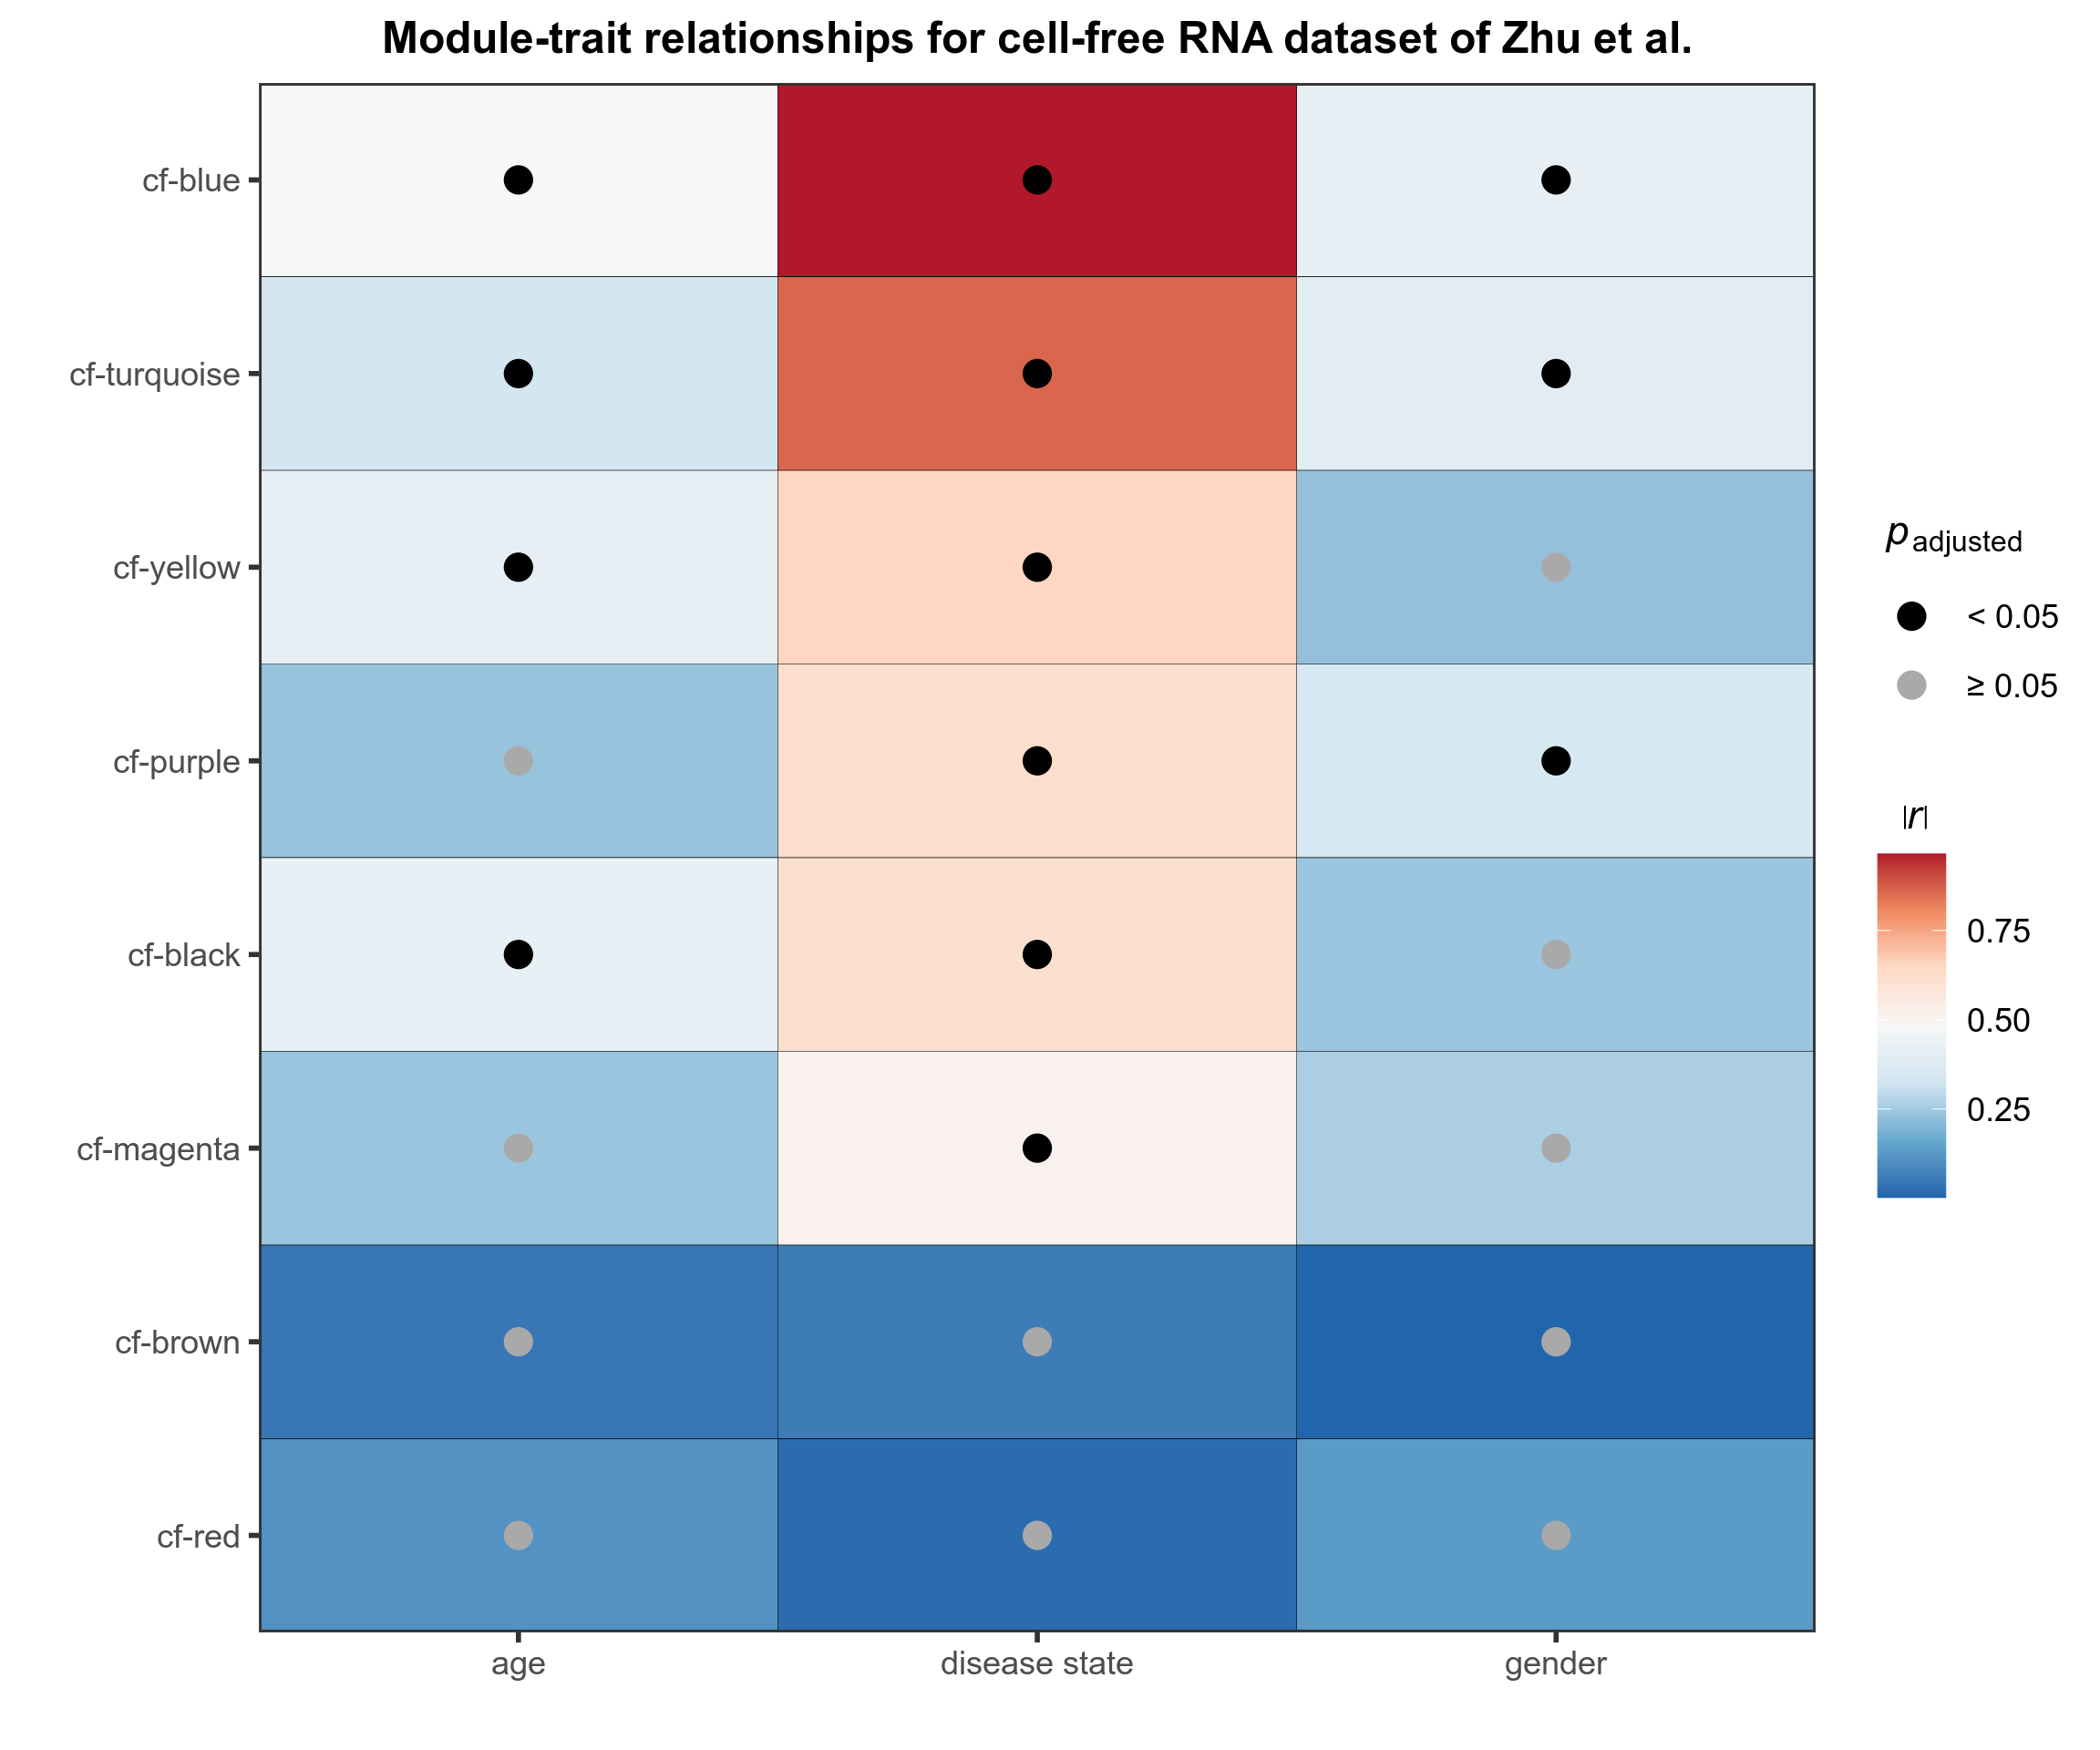 Module-trait relationships for cell-free RNA dataset of Zhu et al.
cf-blue
cf-turquoise
cf-yellow
cf-purple
cf-black
cf-magenta
cf-brown
cf-red
age
disease state
gender
p adjusted
< 0.05
≥ 0.05
|r|
0.75
0.50
0.25